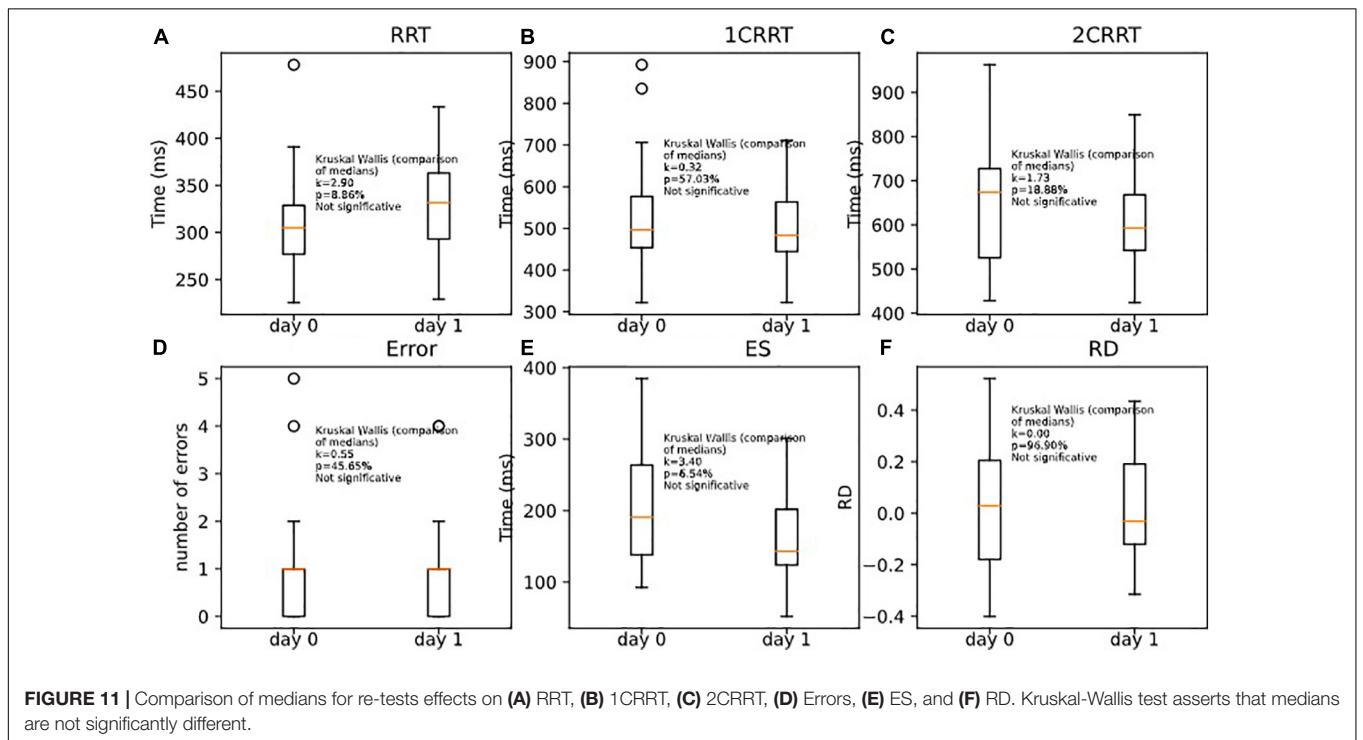 A
RRT
450
400
350
300
250
Time (ms)
Kruskal Wallis (comparison
of medians)
k=2.90
p=8.86%
Not significative
day 0
day 1
B
1CRRT
900
800
700
600
500
400
300
Time (ms)
Kruskal Wallis (comparison
of medians)
k=0.32
p=57.03%
Not significative
day 0
day 1
C
2CRRT
900
800
700
600
500
400
Time (ms)
Kruskal Wallis (comparison
of medians)
k=1.73
p=18.88%
Not significative
day 0
day 1
D
Error
5
4
3
2
1
0
number of errors
Kruskal Wallis (comparison
of medians)
k=0.55
p=45.65%
Not significative
day 0
day 1
E
ES
400
300
200
100
Time (ms)
Kruskal Wallis (comparison
of medians)
k=3.40
p=6.54%
Not significative
day 0
day 1
F
RD
0.4
0.2
0.0
−0.2
−0.4
RD
Kruskal Wallis (comparison
of medians)
k=0.00
p=96.90%
Not significative
day 0
day 1
FIGURE 11 | Comparison of medians for re-tests effects on (A) RRT, (B) 1CRRT, (C) 2CRRT, (D) Errors, (E) ES, and (F) RD. Kruskal-Wallis test asserts that medians
are not significantly different.